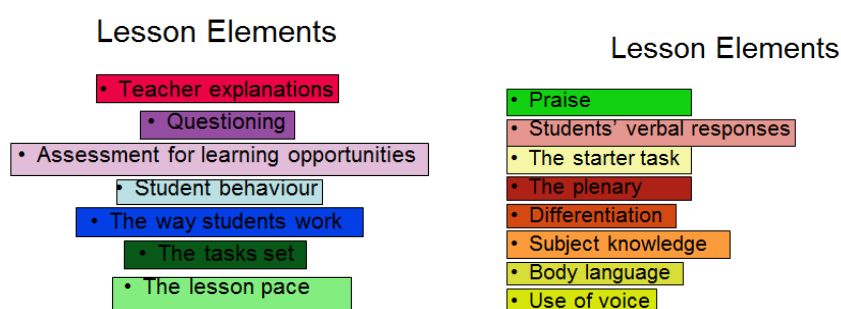 Lesson Elements
• Teacher explanations
• Questioning
• Assessment for learning opportunities
• Student behaviour
• The way students work
• The tasks set
• The lesson pace
Lesson Elements
• Praise
• Students' verbal responses
• The starter task
• The plenary
• Differentiation
• Subject knowledge
• Body language
• Use of voice